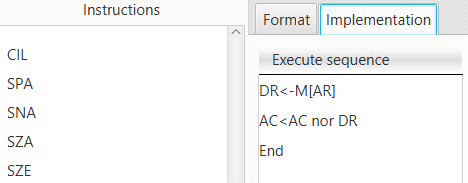 Instructions
CIL
SPA
SNA
SZA
SZE
Format
Implementation
Execute sequence
DR<-M[AR]
AC<AC nor DR
End